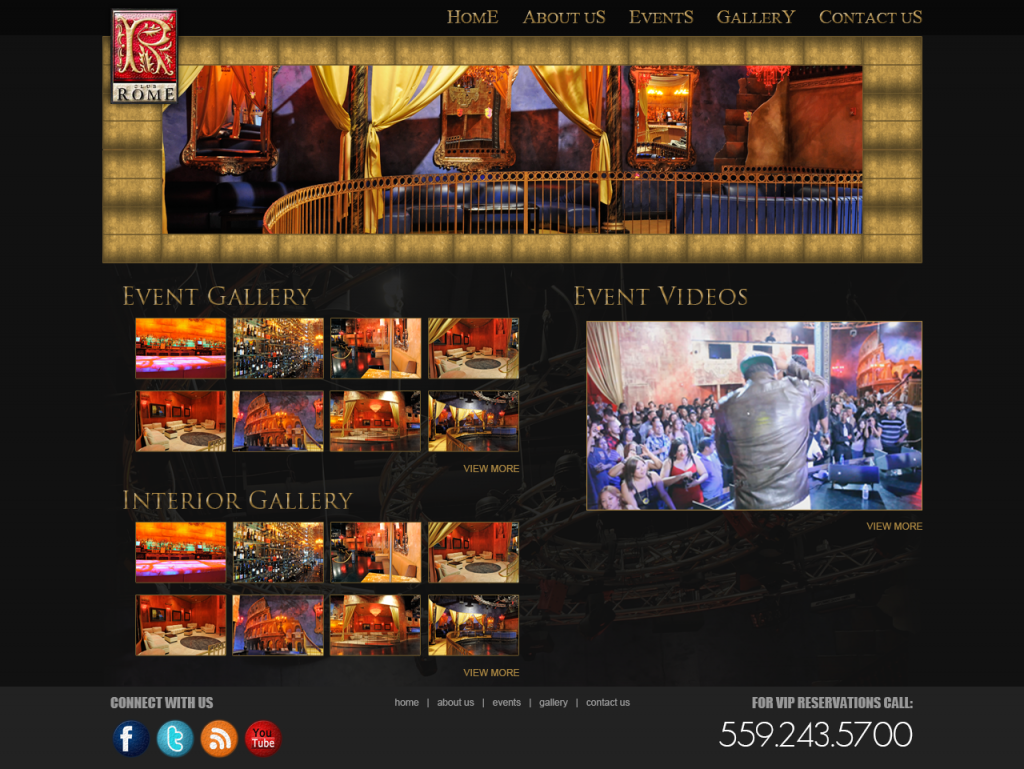 Home About us Events Gallery Contact us
R
CLUB
ROME
Event Gallery
Event Videos
VIEW MORE
VIEW MORE
Interior Gallery
VIEW MORE
CONNECT WITH US
home | about us | events | gallery | contact us
FOR VIP RESERVATIONS CALL:
f
t
You
Tube
559.243.5700